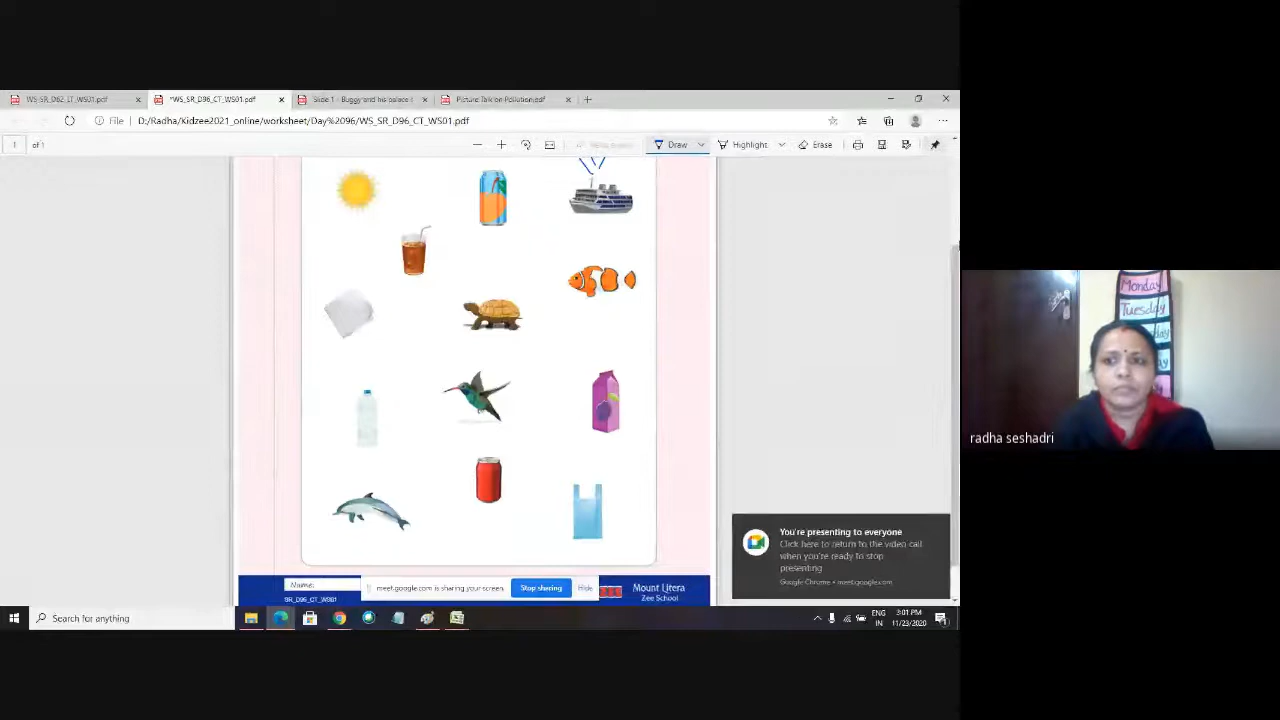 WS_SR_D62_LT_WS01.pdf
*WS_SR_D96_CT_WS01.pdf
Slide 1 - Buggy and his palace
Picture Talk on Pollution.pdf
File
D:/Radha/Kidzee2021_online/worksheet/Day%2096/WS_SR_D96_CT_WS01.pdf
1 of 1
Draw
Highlight
Erase
Monday
Tuesday
radha seshadri
You're presenting to everyone
Click here to return to the video call
when you're ready to stop
presenting
Google Chrome • meet.google.com
Name:
SR_D96_CT_WS01
meet.google.com is sharing your screen.
Stop sharing
Hide
Mount Litera
Zee School
Search for anything
ENG
IN
3:01 PM
11/23/2020